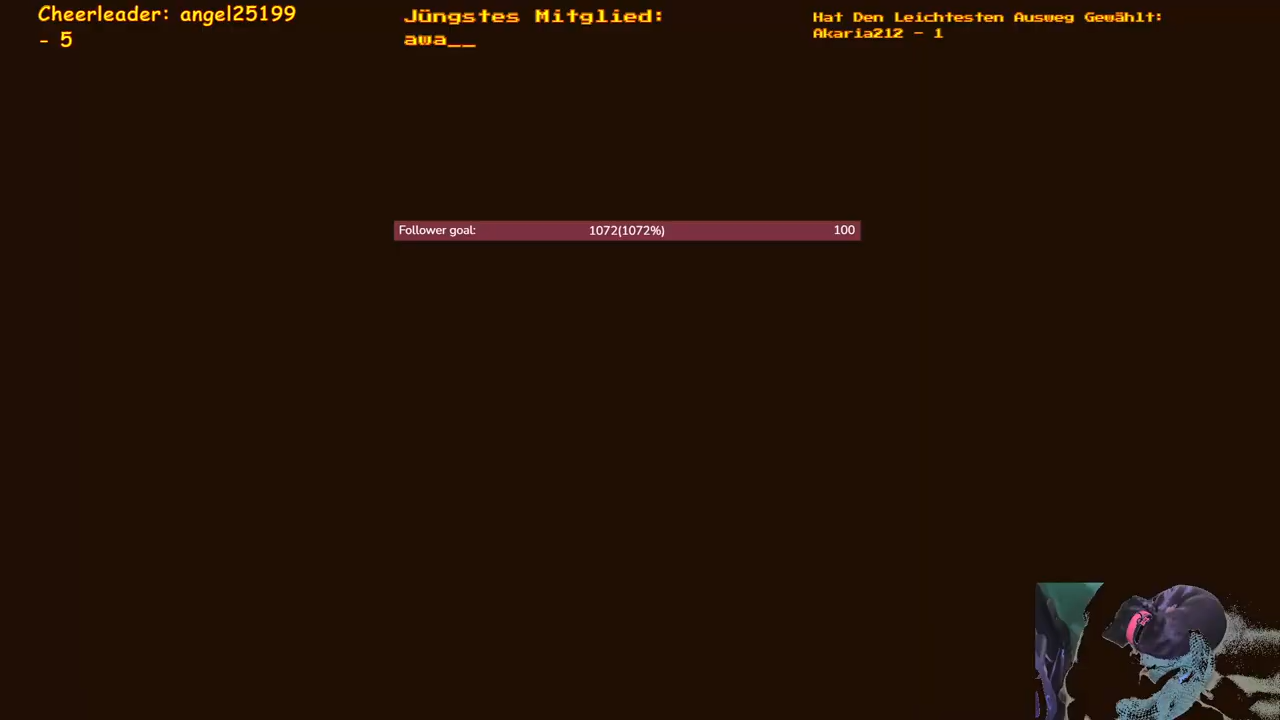 Cheerleader: angel25199
- 5
Jüngstes Mitglied:
awa__
Hat Den Leichtesten Ausweg Gewählt:
Akaria212 - 1
Follower goal: 1072(1072%) 100